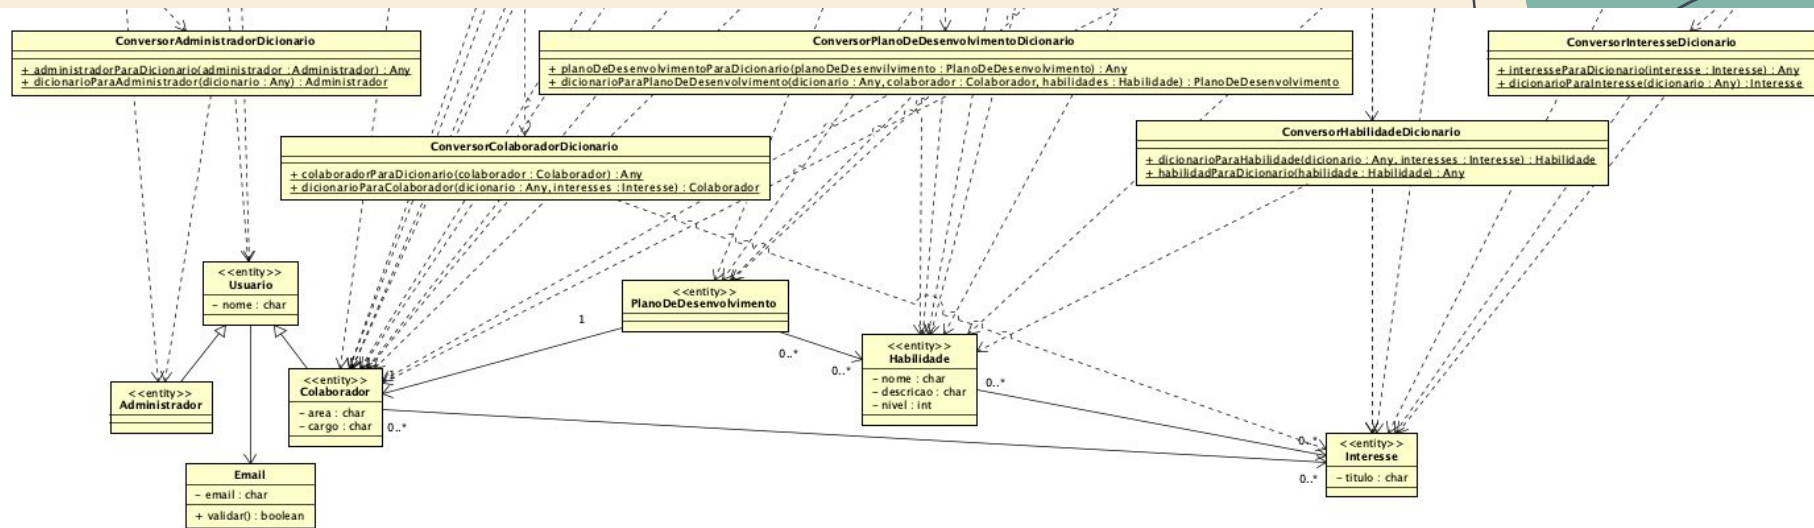 ConversorAdministradorDicionario
+ administradorParaDicionario(administrador : Administrador) : Any
+ dicionarioParaAdministrador(dicionario : Any) : Administrador
ConversorPlanoDeDesenvolvimentoDicionario
+ planoDeDesenvolvimentoParaDicionario(planoDeDesenvilvimento : PlanoDeDesenvolvimento) : Any
+ dicionarioParaPlanoDeDesenvolvimento(dicionario : Any, colaborador : Colaborador, habilidades : Habilidade) : PlanoDeDesenvolvimento
ConversorInteresseDicionario
+ interesseParaDicionario(interesse : Interesse) : Any
+ dicionarioParaInteresse(dicionario : Any) : Interesse
ConversorColaboradorDicionario
+ colaboradorParaDicionario(colaborador : Colaborador) : Any
+ dicionarioParaColaborador(dicionario : Any, interesses : Interesse) : Colaborador
ConversorHabilidadeDicionario
+ dicionarioParaHabilidade(dicionario : Any, interesses : Interesse) : Habilidade
+ habilidadParaDicionario(habilidade : Habilidade) : Any
<<entity>>
Usuario
- nome : char
<<entity>>
PlanoDeDesenvolvimento
1
0..*
0..*
<<entity>>
Habilidade
- nome : char
- descricao : char
- nivel : int
0..*
<<entity>>
Administrador
<<entity>>
Colaborador
- area : char
- cargo : char
0..*
0..*
0..*
<<entity>>
Interesse
- titulo : char
Email
- email : char
+ validar() : boolean